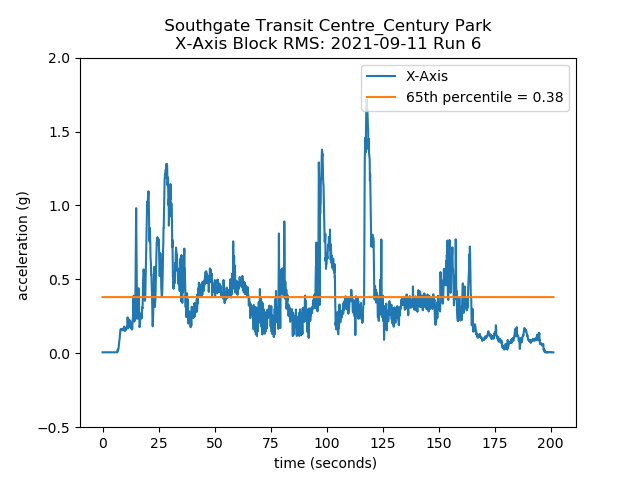 Southgate Transit Centre_Century Park
X-Axis Block RMS: 2021-09-11 Run 6
X-Axis
65th percentile = 0.38
2.0
1.5
1.0
0.5
0.0
−0.5
acceleration (g)
0 25 50 75 100 125 150 175 200
time (seconds)